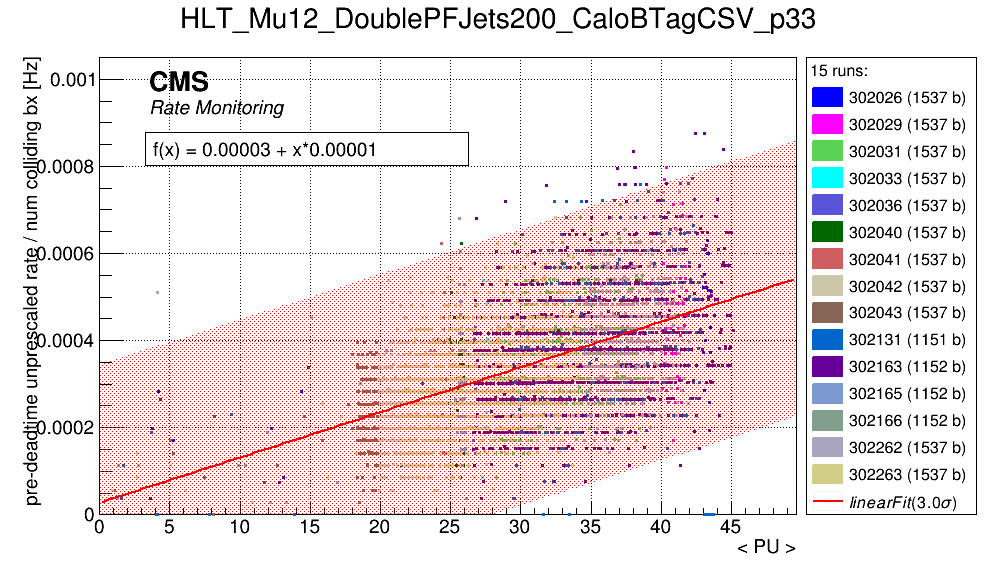 HLT_Mu12_DoublePFJets200_CaloBTagCSV_p33
pre-deadtime unprescaled rate / num colliding bx [Hz]
0.001
0.0008
0.0006
0.0004
0.0002
0
CMS
Rate Monitoring
f(x) = 0.00003 + x*0.00001
0 5 10 15 20 25 30 35 40 45
< PU >
15 runs:
302026 (1537 b)
302029 (1537 b)
302031 (1537 b)
302033 (1537 b)
302036 (1537 b)
302040 (1537 b)
302041 (1537 b)
302042 (1537 b)
302043 (1537 b)
302131 (1151 b)
302163 (1152 b)
302165 (1152 b)
302166 (1152 b)
302262 (1537 b)
302263 (1537 b)
linearFit(3.0σ)